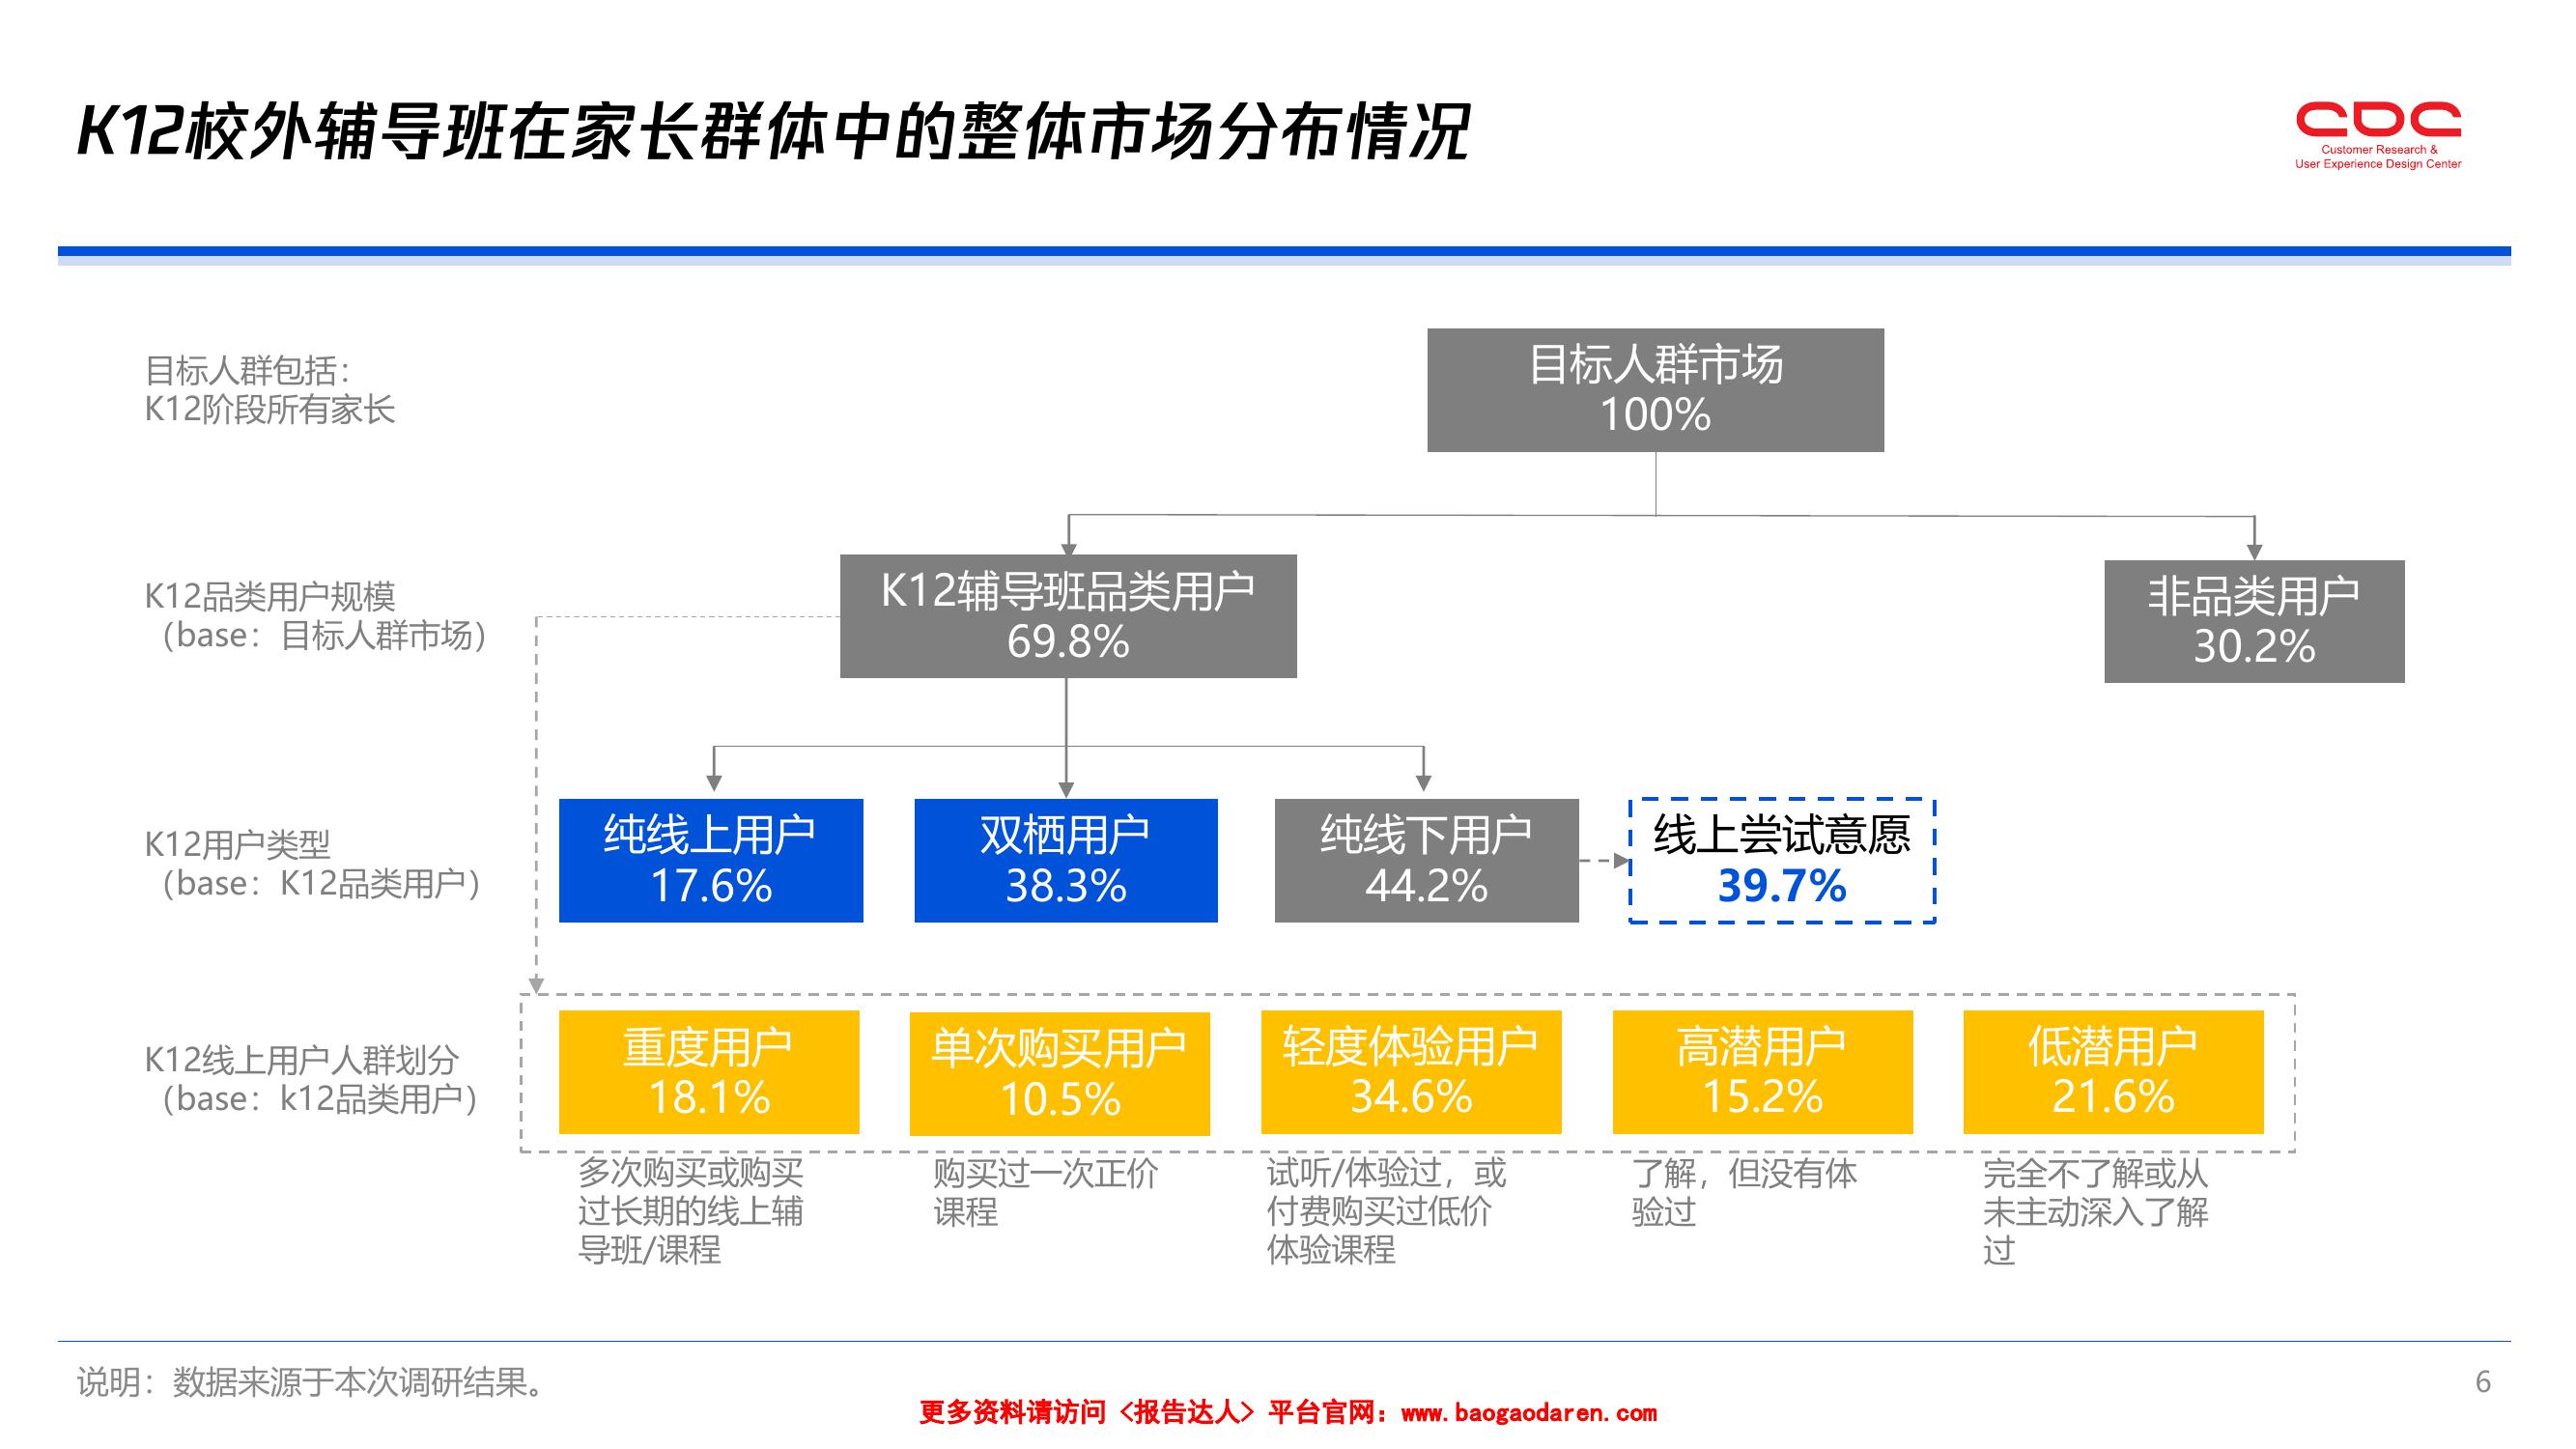 K12校外辅导班在家长群体中的整体市场分布情况
CDC
Customer Research &
User Experience Design Center
目标人群包括：
K12阶段所有家长
目标人群市场
100%
K12品类用户规模
（base：目标人群市场）
K12辅导班品类用户
69.8%
非品类用户
30.2%
K12用户类型
（base：K12品类用户）
纯线上用户
17.6%
双栖用户
38.3%
纯线下用户
44.2%
线上尝试意愿
39.7%
K12线上用户人群划分
（base：k12品类用户）
重度用户
18.1%
单次购买用户
10.5%
轻度体验用户
34.6%
高潜用户
15.2%
低潜用户
21.6%
多次购买或购买
过长期的线上辅
导班/课程
购买过一次正价
课程
试听/体验过，或
付费购买过低价
体验课程
了解，但没有体
验过
完全不了解或从
未主动深入了解
过
说明：数据来源于本次调研结果。
6
更多资料请访问〈报告达人〉平台官网：www.baogaodaren.com